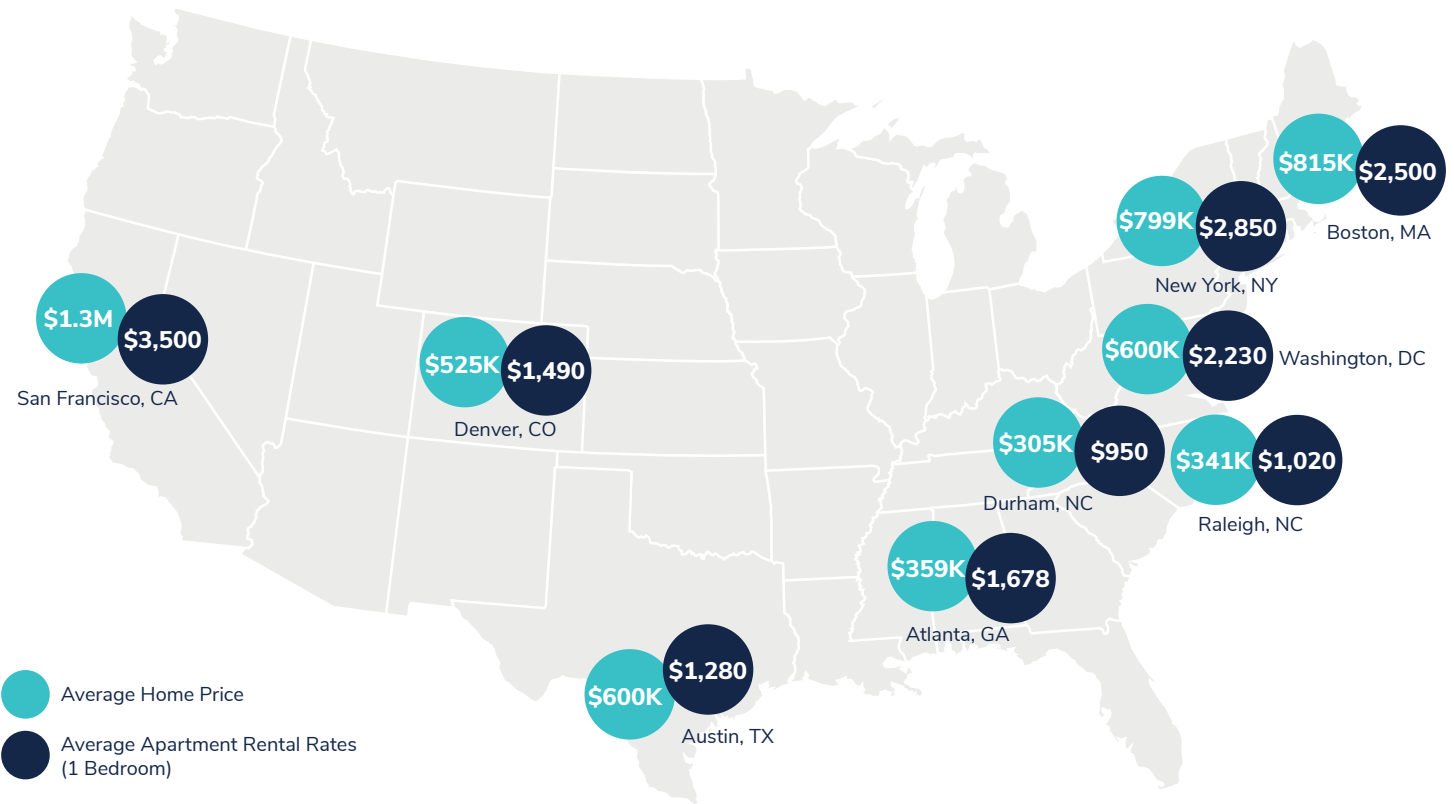 $815K
$2,500
Boston, MA
$799K
$2,850
New York, NY
$1.3M
$3,500
San Francisco, CA
$525K
$1,490
Denver, CO
$600K
$2,230
Washington, DC
$305K
$950
Durham, NC
$341K
$1,020
Raleigh, NC
$359K
$1,678
Atlanta, GA
$600K
$1,280
Austin, TX
Average Home Price
Average Apartment Rental Rates
(1 Bedroom)